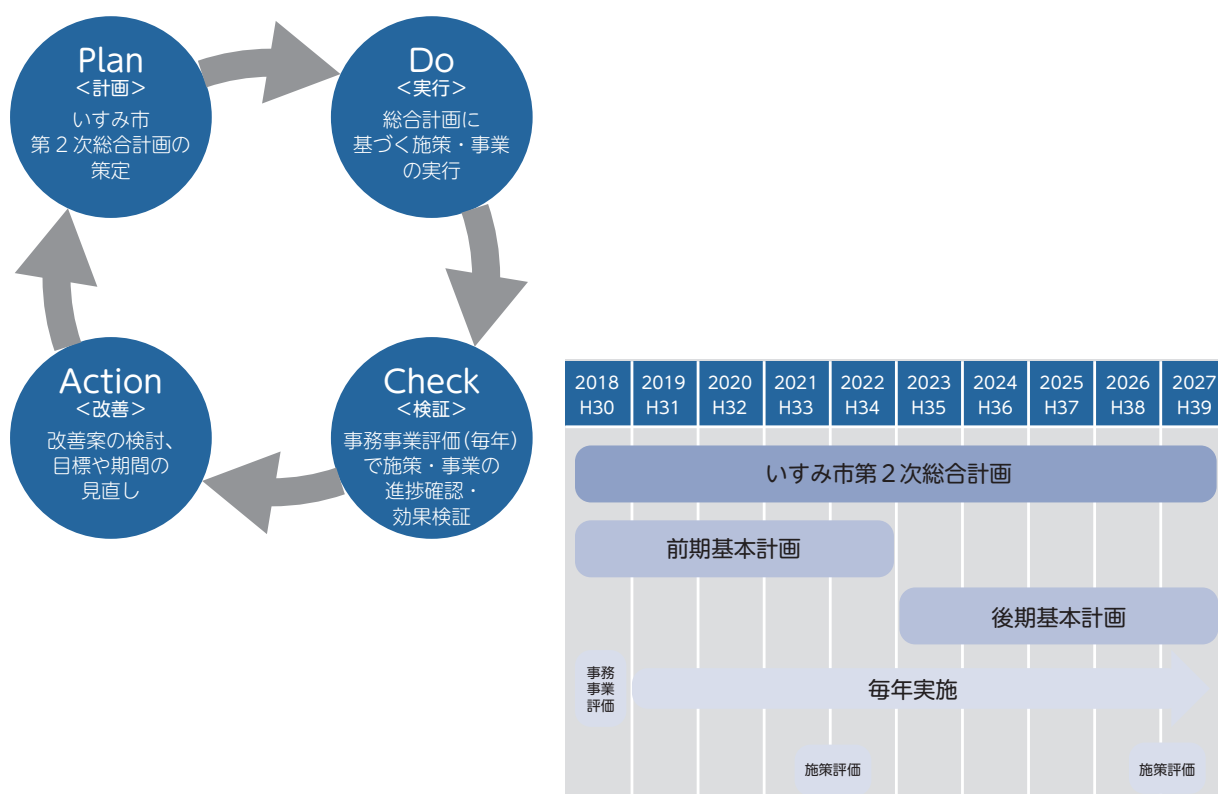 Plan
<計画>
いすみ市
第2次総合計画の
策定
Do
<実行>
総合計画に
基づく施策・事業
の実行
Check
<検証>
事務事業評価(毎年)
で施策・事業の
進捗確認・
効果検証
Action
<改善>
改善案の検討、
目標や期間の
見直し
2018 2019 2020 2021 2022 2023 2024 2025 2026 2027
H30 H31 H32 H33 H34 H35 H36 H37 H38 H39
いすみ市第2次総合計画
前期基本計画
後期基本計画
事務
事業
評価
毎年実施
施策評価 施策評価